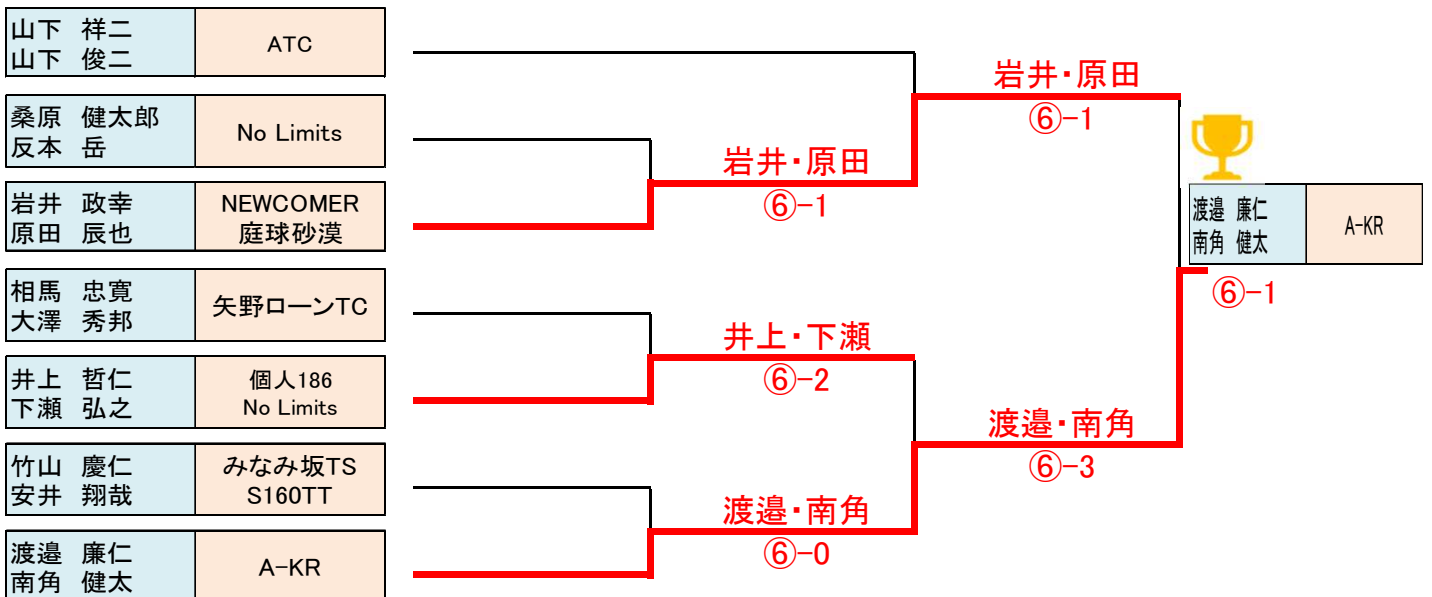 山下 祥二
山下 俊二
ATC
桑原 健太郎
反本 岳
No Limits
岩井 政幸
原田 辰也
NEWCOMER
庭球砂漠
相馬 忠寛
大澤 秀邦
矢野ローンTC
井上 哲仁
下瀬 弘之
個人186
No Limits
竹山 慶仁
安井 翔哉
みなみ坂TS
S160TT
渡邉 廉仁
南角 健太
A-KR
岩井・原田
⑥-1
井上・下瀬
⑥-2
渡邉・南角
⑥-0
岩井・原田
⑥-1
渡邉・南角
⑥-3
渡邉 廉仁
南角 健太
A-KR
⑥-1